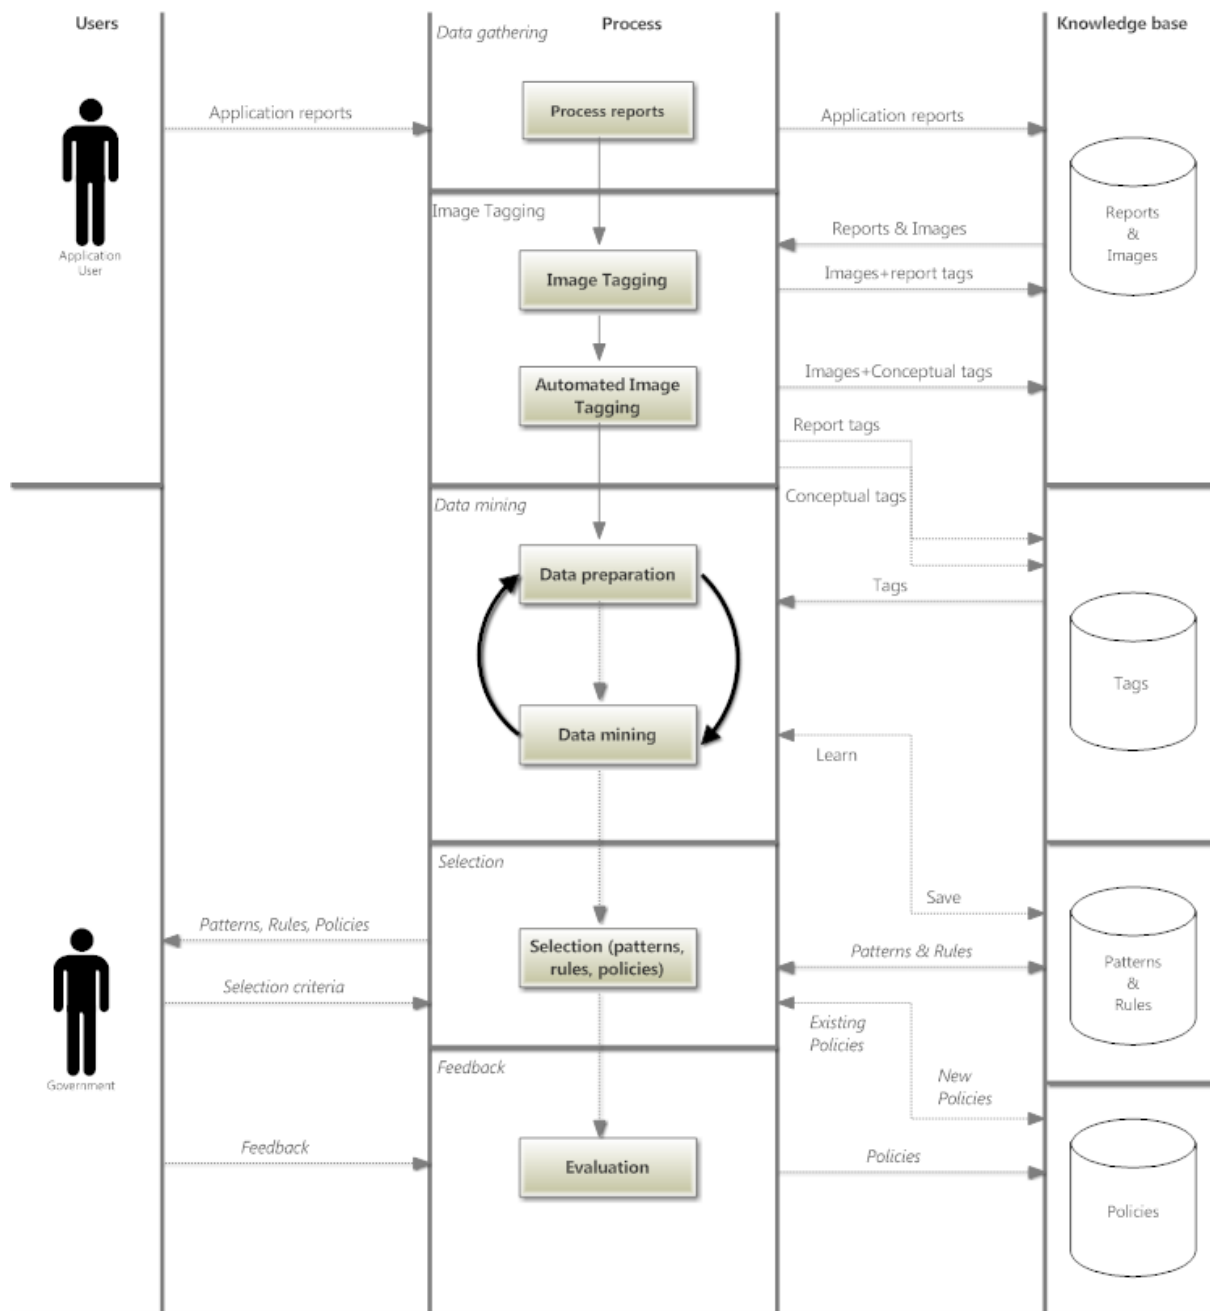 Users
Process
Knowledge base
Data gathering
Process reports
Application reports
Application reports
Application
User
Reports
&
Images
Image Tagging
Reports & Images
Image Tagging
Images+report tags
Automated Image
Tagging
Images+Conceptual tags
Report tags
Conceptual tags
Data mining
Data preparation
Tags
Tags
Data mining
Learn
Selection
Save
Patterns, Rules, Policies
Selection (patterns,
rules, policies)
Patterns & Rules
Patterns
&
Rules
Selection criteria
Existing
Policies
Government
Feedback
New
Policies
Feedback
Evaluation
Policies
Policies